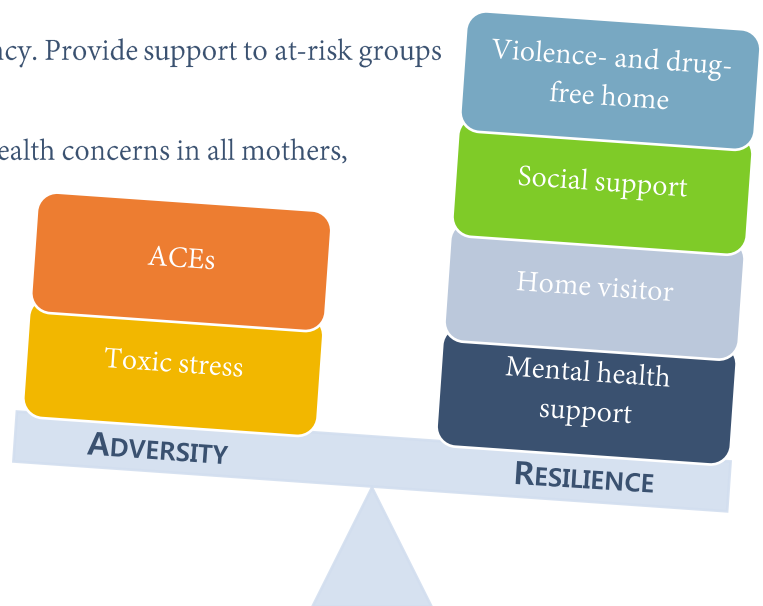 cy. Provide support to at-risk groups
ealth concerns in all mothers,
ACEs
Toxic stress
ADVERSITY
Violence- and drug-
free home
Social support
Home visitor
Mental health
support
RESILIENCE